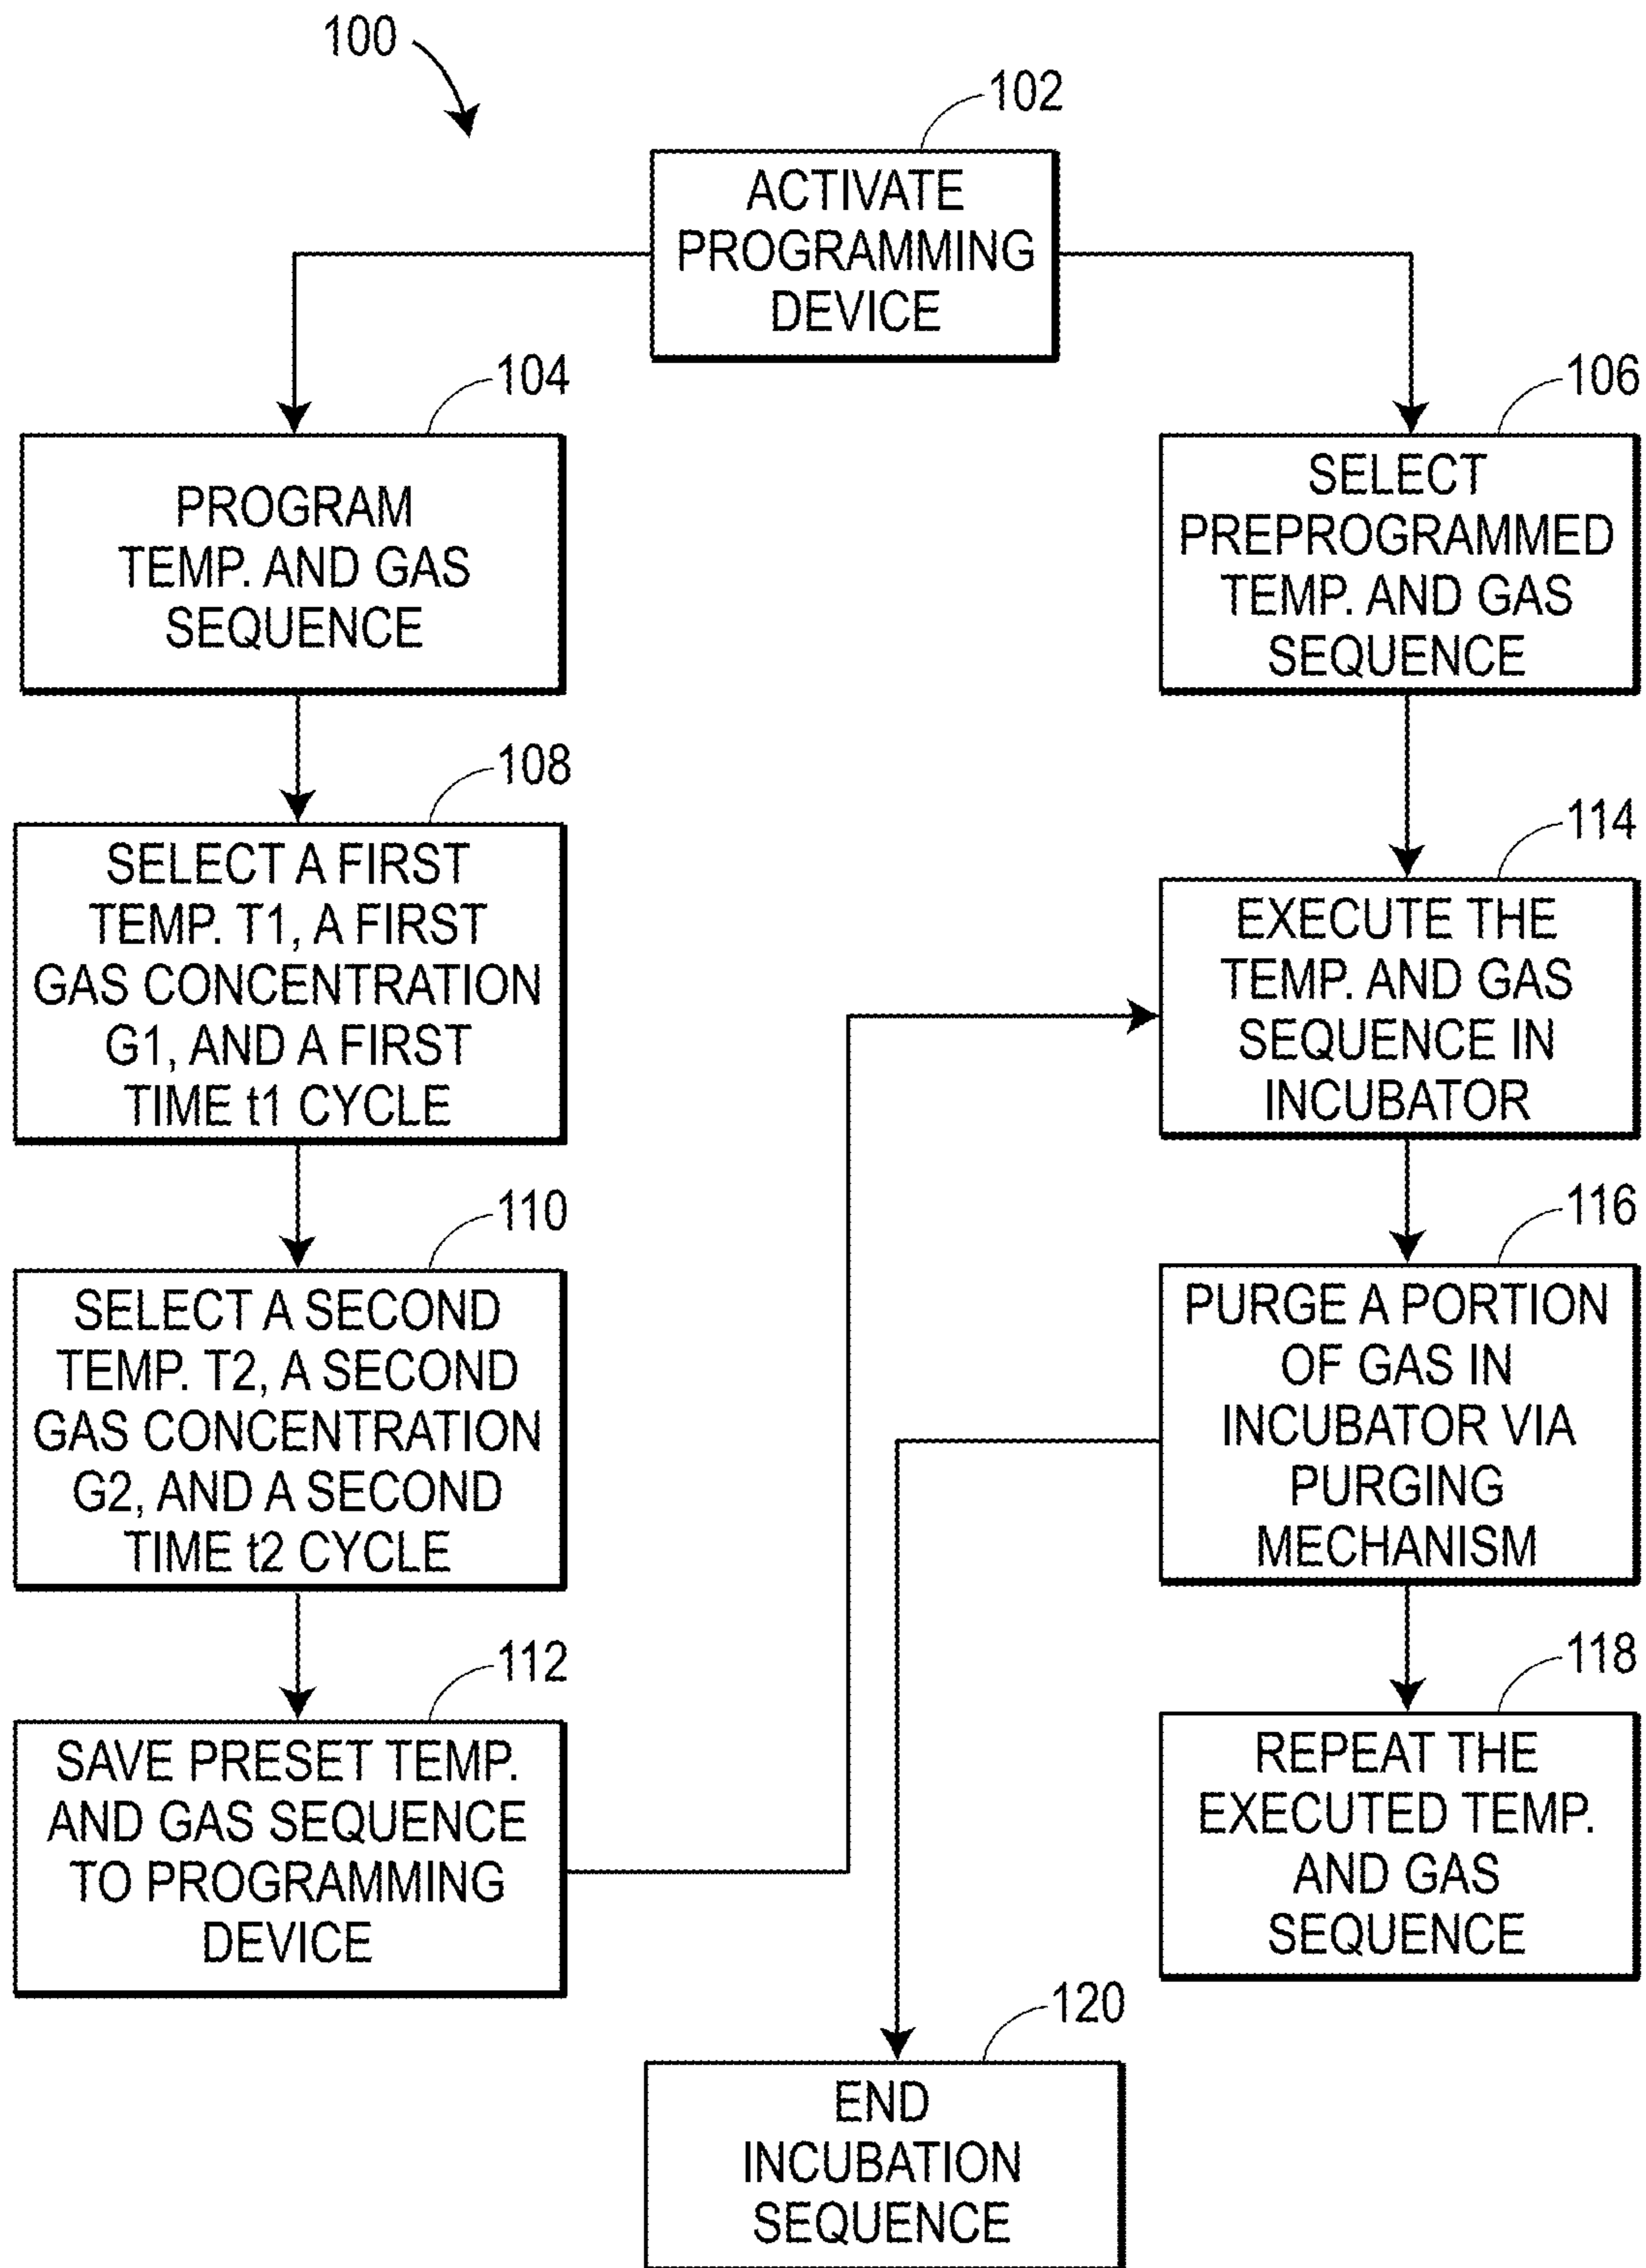 100
102
ACTIVATE
PROGRAMMING
DEVICE
104
PROGRAM
TEMP. AND GAS
SEQUENCE
106
SELECT
PREPROGRAMMED
TEMP. AND GAS
SEQUENCE
108
SELECT A FIRST
TEMP. T1, A FIRST
GAS CONCENTRATION
G1, AND A FIRST
TIME t1 CYCLE
114
EXECUTE THE
TEMP. AND GAS
SEQUENCE IN
INCUBATOR
110
SELECT A SECOND
TEMP. T2, A SECOND
GAS CONCENTRATION
G2, AND A SECOND
TIME t2 CYCLE
116
PURGE A PORTION
OF GAS IN
INCUBATOR VIA
PURGING
MECHANISM
112
SAVE PRESET TEMP.
AND GAS SEQUENCE
TO PROGRAMMING
DEVICE
118
REPEAT THE
EXECUTED TEMP.
AND GAS
SEQUENCE
120
END
INCUBATION
SEQUENCE